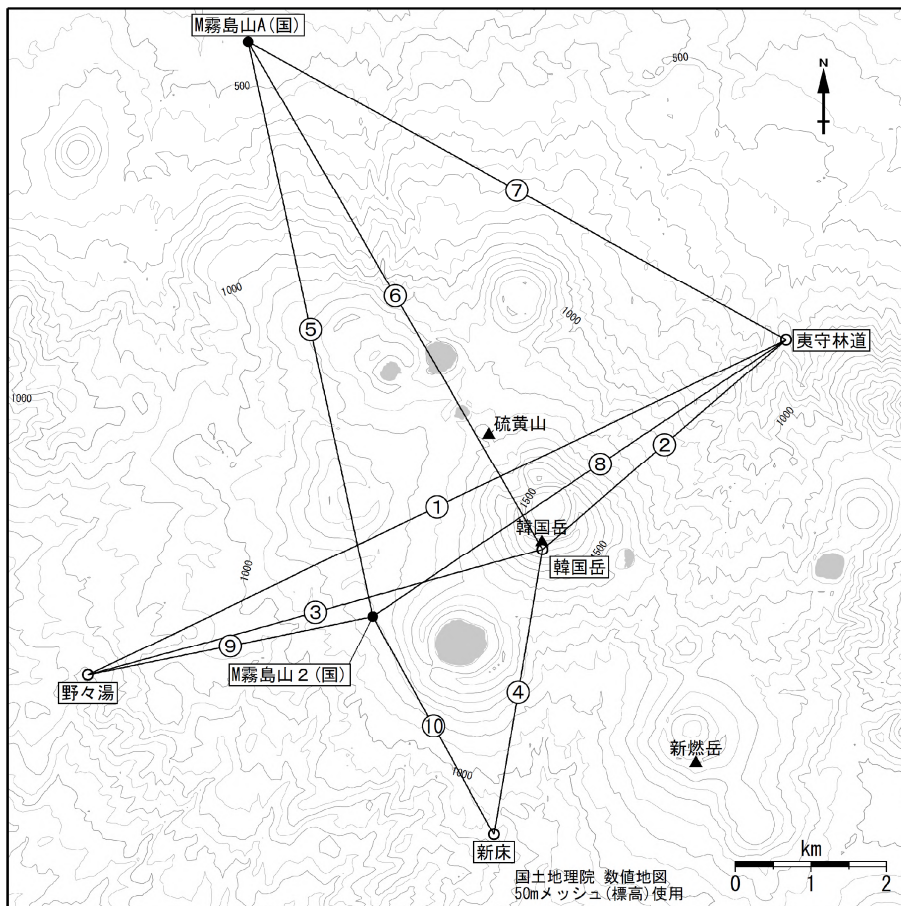 M霧島山A(国)
500
500
N
⑦
1000
⑥
1000
⑤
夷守林道
1000
硫黄山
1000
②
⑧
1500
①
韓国岳
1500
韓国岳
1000
③
⑨
M霧島山2(国)
野々湯
④
⑩
新燃岳
1000
新床
km
0 1 2
国土地理院 数値地図
50mメッシュ(標高)使用